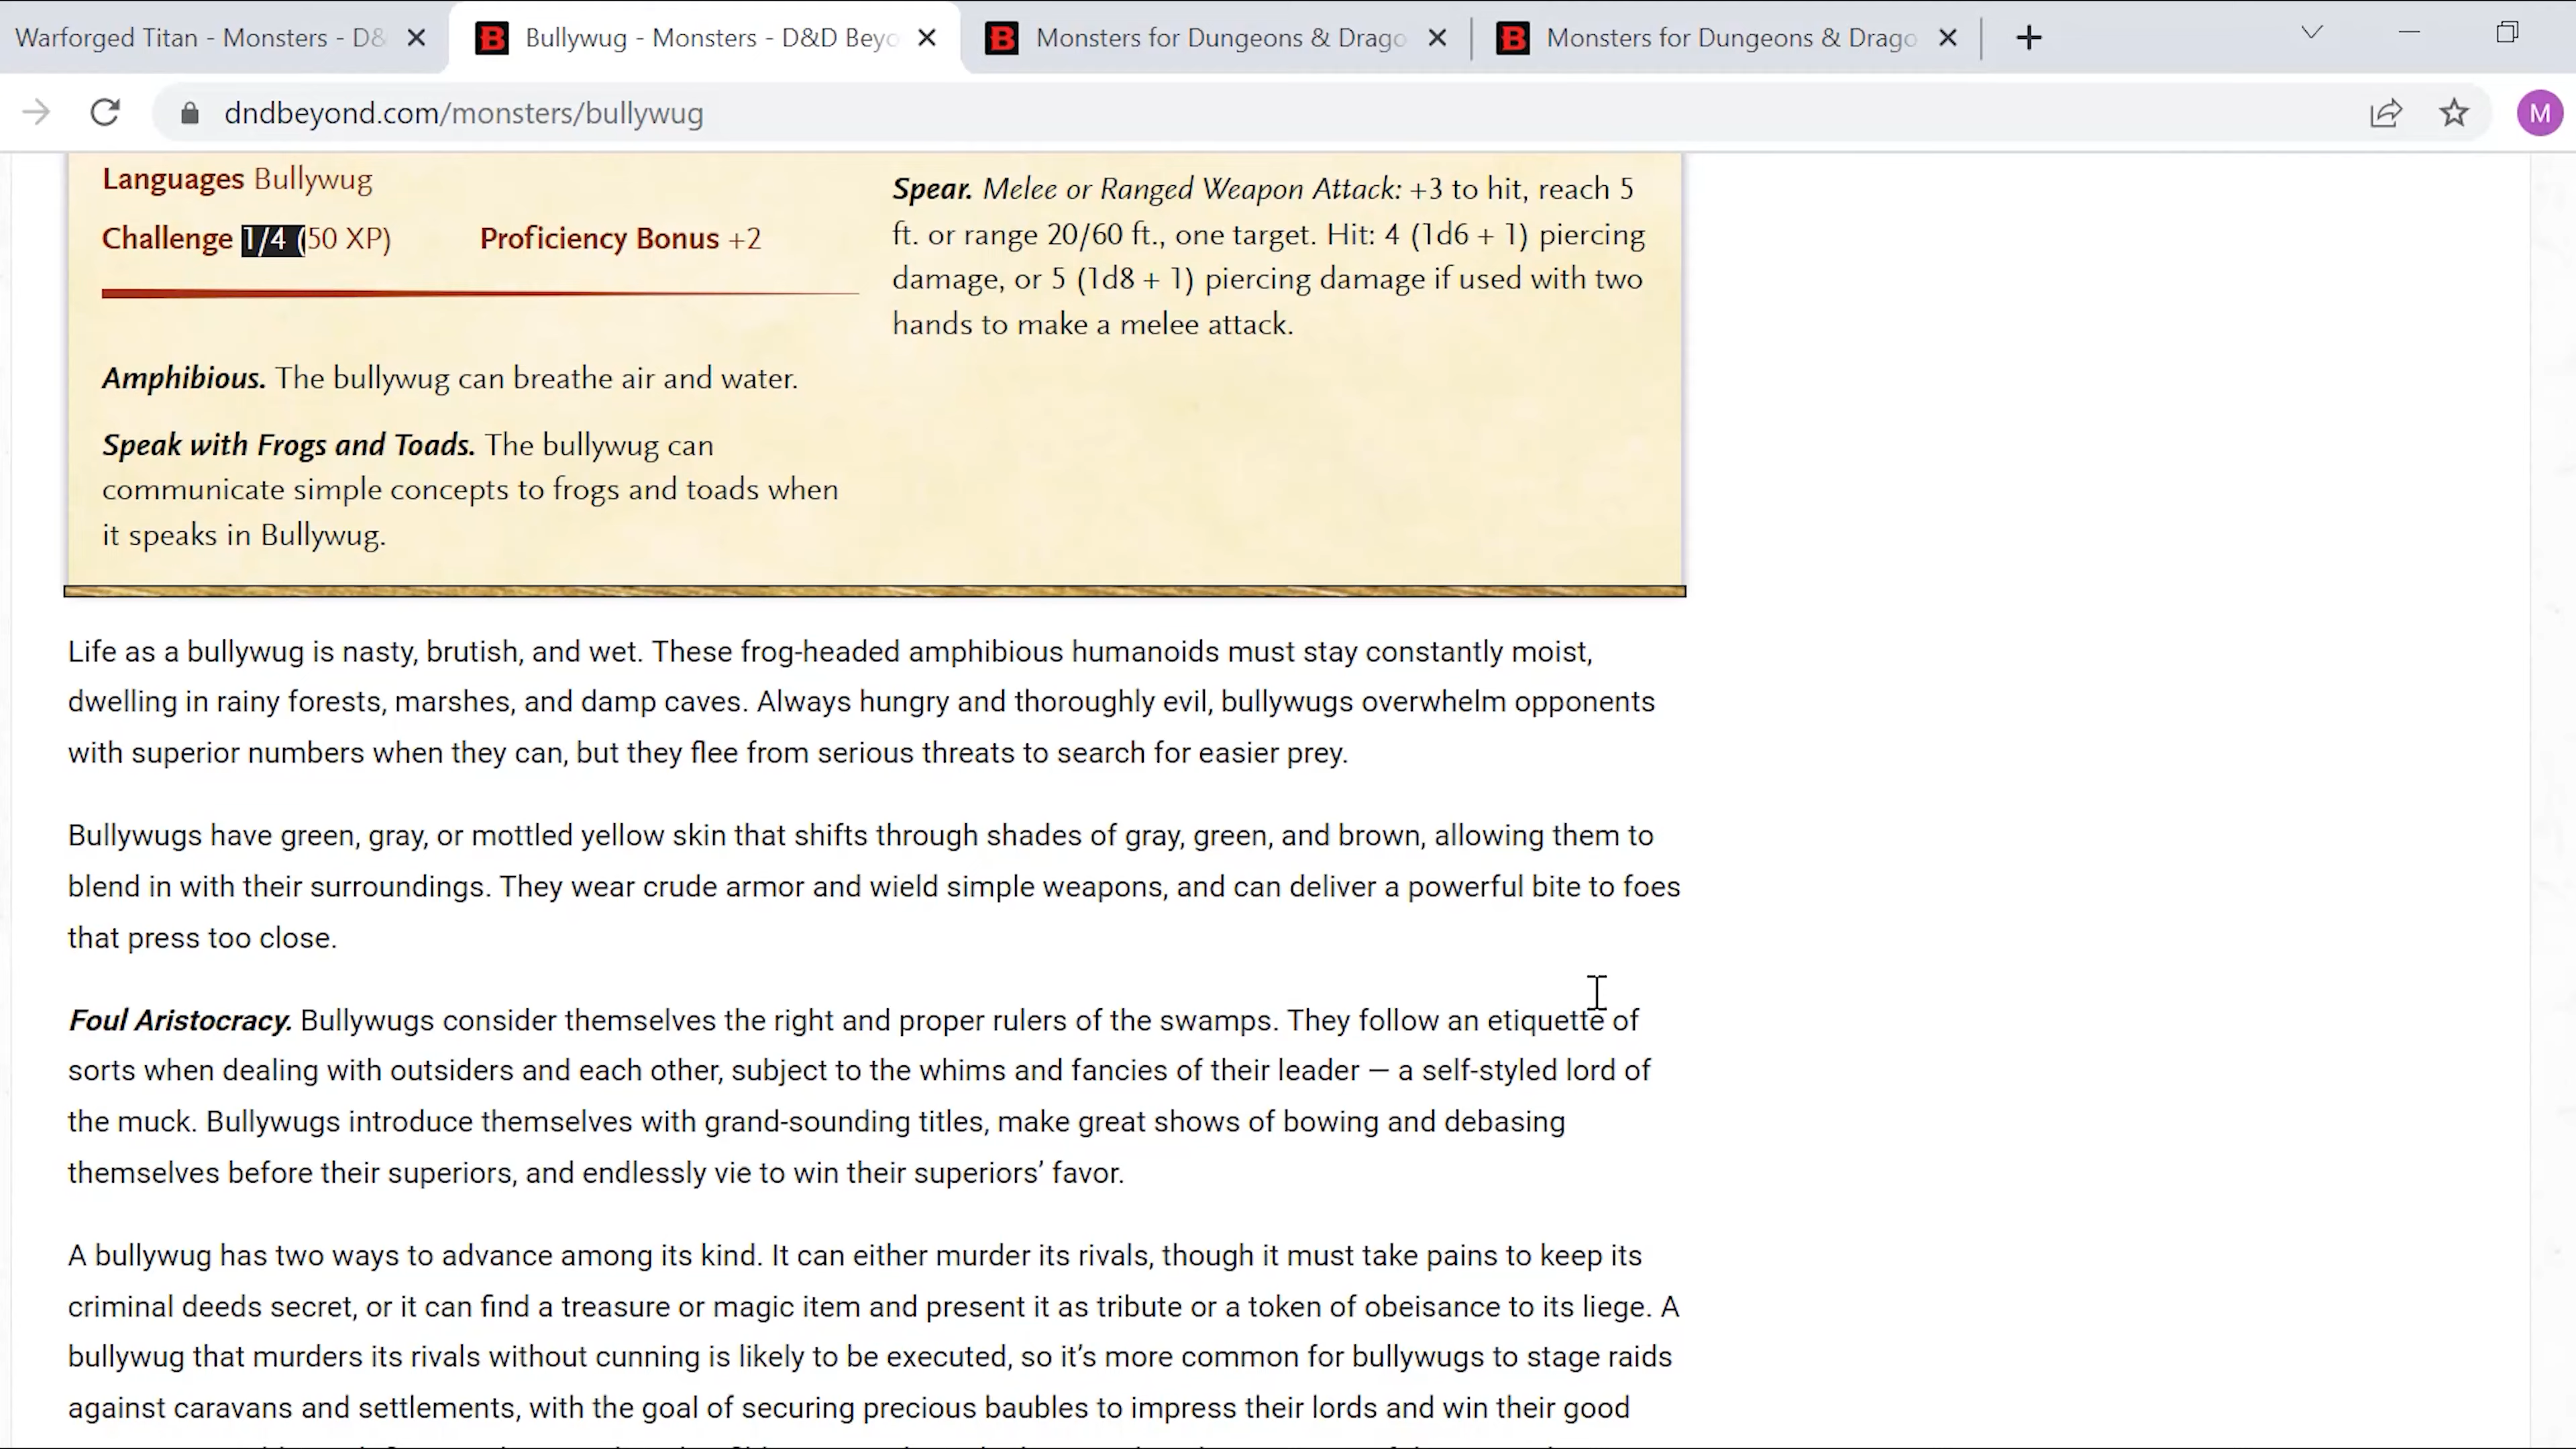 Warforged Titan - Monsters - D&
Bullywug - Monsters - D&D Beyo
Monsters for Dungeons & Drago
Monsters for Dungeons & Drago
dndbeyond.com/monsters/bullywug
M
Languages Bullywug
Challenge 1/4 (50 XP) Proficiency Bonus +2
Amphibious. The bullywug can breathe air and water.
Speak with Frogs and Toads. The bullywug can
communicate simple concepts to frogs and toads when
it speaks in Bullywug.
Spear. Melee or Ranged Weapon Attack: +3 to hit, reach 5
ft. or range 20/60 ft., one target. Hit: 4 (1d6 + 1) piercing
damage, or 5 (1d8 + 1) piercing damage if used with two
hands to make a melee attack.
Life as a bullywug is nasty, brutish, and wet. These frog-headed amphibious humanoids must stay constantly moist,
dwelling in rainy forests, marshes, and damp caves. Always hungry and thoroughly evil, bullywugs overwhelm opponents
with superior numbers when they can, but they flee from serious threats to search for easier prey.
Bullywugs have green, gray, or mottled yellow skin that shifts through shades of gray, green, and brown, allowing them to
blend in with their surroundings. They wear crude armor and wield simple weapons, and can deliver a powerful bite to foes
that press too close.
Foul Aristocracy. Bullywugs consider themselves the right and proper rulers of the swamps. They follow an etiquette of
sorts when dealing with outsiders and each other, subject to the whims and fancies of their leader — a self-styled lord of
the muck. Bullywugs introduce themselves with grand-sounding titles, make great shows of bowing and debasing
themselves before their superiors, and endlessly vie to win their superiors’ favor.
A bullywug has two ways to advance among its kind. It can either murder its rivals, though it must take pains to keep its
criminal deeds secret, or it can find a treasure or magic item and present it as tribute or a token of obeisance to its liege. A
bullywug that murders its rivals without cunning is likely to be executed, so it’s more common for bullywugs to stage raids
against caravans and settlements, with the goal of securing precious baubles to impress their lords and win their good